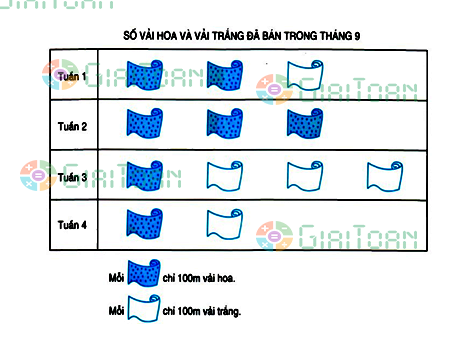 GIAITOAN
SỐ VẢI HOA VÀ VẢI TRẮNG ĐÃ BÁN TRONG THÁNG 9
Tuần 1
GIAITOAN
GIAITOAN
Tuần 2
Tuần 3
GIAITOAN
Tuần 4
GIAITOAN
Mỗi chỉ 100m vải hoa.
Mỗi chỉ 100m vải trắng.